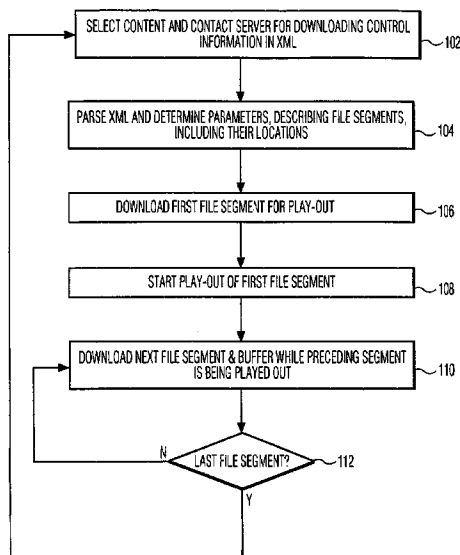 SELECT CONTENT AND CONTACT SERVER FOR DOWNLOADING CONTROL
INFORMATION IN XML
102
PARSE XML AND DETERMINE PARAMETERS, DESCRIBING FILE SEGMENTS,
INCLUDING THEIR LOCATIONS
104
DOWNLOAD FIRST FILE SEGMENT FOR PLAY-OUT
106
START PLAY-OUT OF FIRST FILE SEGMENT
108
DOWNLOAD NEXT FILE SEGMENT & BUFFER WHILE PRECEDING SEGMENT
IS BEING PLAYED OUT
110
N
LAST FILE SEGMENT?
112
Y